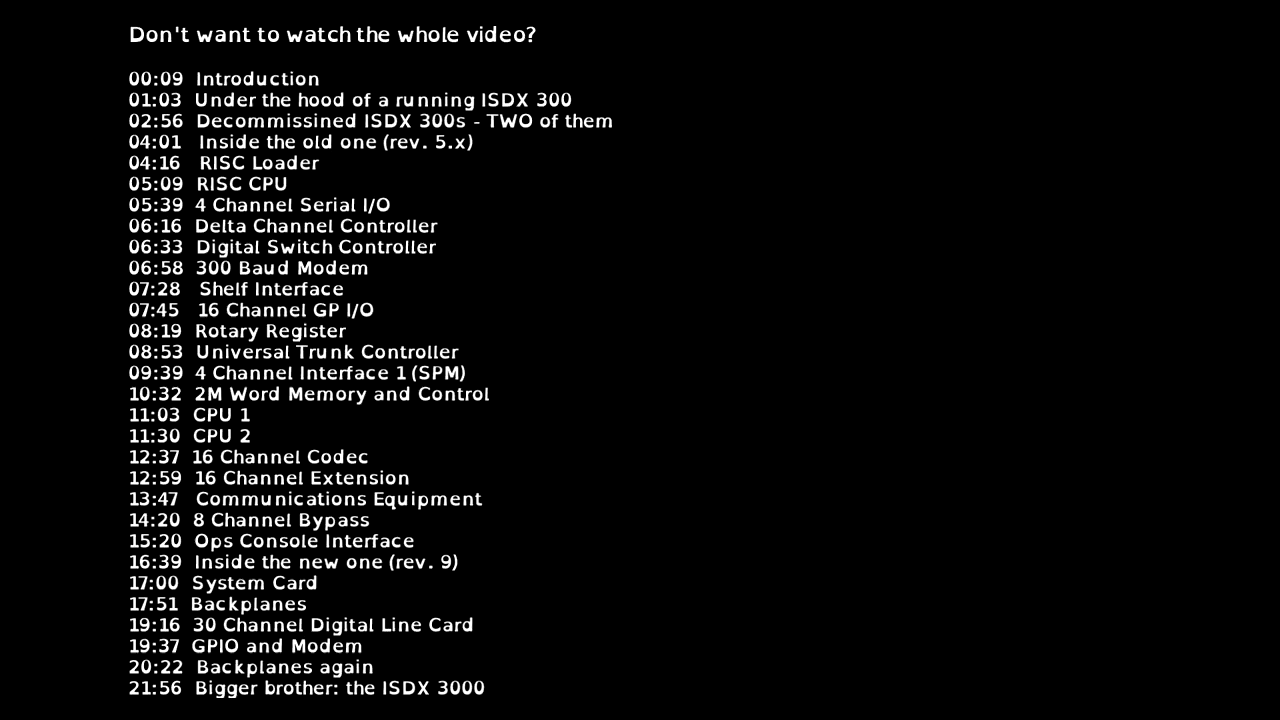 Don't want to watch the whole video?
00:09 Introduction
01:03 Under the hood of a running ISDX 300
02:56 Decommissined ISDX 300s - TWO of them
04:01 Inside the old one (rev. 5.x)
04:16 RISC Loader
05:09 RISC CPU
05:39 4 Channel Serial I/O
06:16 Delta Channel Controller
06:33 Digital Switch Controller
06:58 300 Baud Modem
07:28 Shelf Interface
07:45 16 Channel GP I/O
08:19 Rotary Register
08:53 Universal Trunk Controller
09:39 4 Channel Interface 1 (SPM)
10:32 2M Word Memory and Control
11:03 CPU 1
11:30 CPU 2
12:37 16 Channel Codec
12:59 16 Channel Extension
13:47 Communications Equipment
14:20 8 Channel Bypass
15:20 Ops Console Interface
16:39 Inside the new one (rev. 9)
17:00 System Card
17:51 Backplanes
19:16 30 Channel Digital Line Card
19:37 GPIO and Modem
20:22 Backplanes again
21:56 Bigger brother: the ISDX 3000